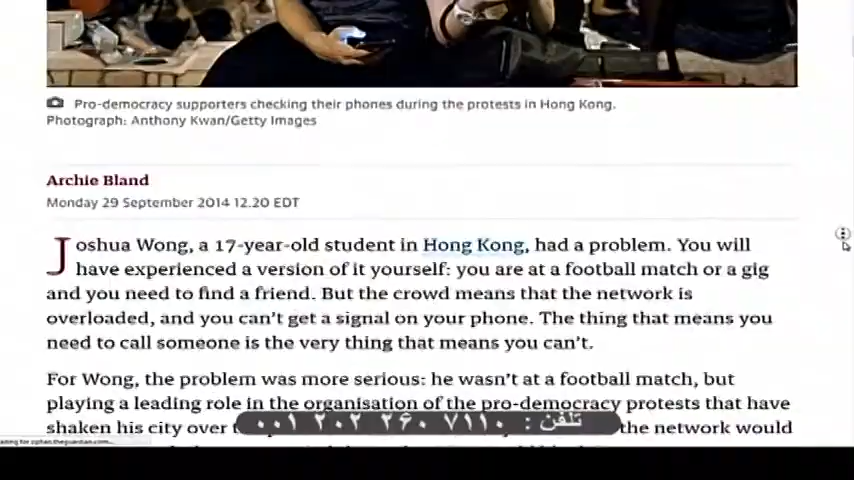 Pro-democracy supporters checking their phones during the protests in Hong Kong.
Photograph: Anthony Kwan/Getty Images
Archie Bland
Monday 29 September 2014 12.20 EDT
Joshua Wong, a 17-year-old student in Hong Kong, had a problem. You will
have experienced a version of it yourself: you are at a football match or a gig
and you need to find a friend. But the crowd means that the network is
overloaded, and you can't get a signal on your phone. The thing that means you
need to call someone is the very thing that means you can't.
For Wong, the problem was more serious: he wasn't at a football match, but
playing a leading role in the organisation of the pro-democracy protests that have
shaken his city over the network would
تلفن : ۰۰۱ ۲۰۲ ۲۶۰ ۷۱۱۰